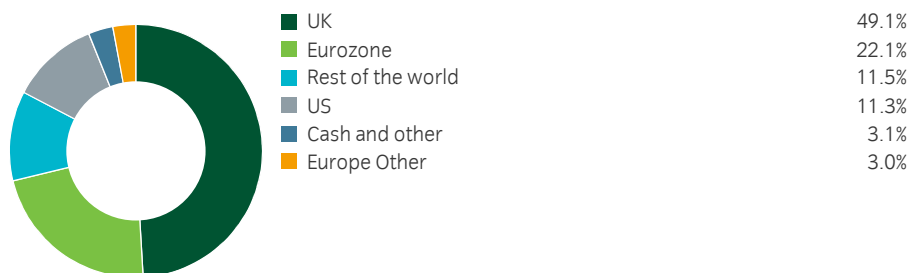 UK 49.1%
Eurozone 22.1%
Rest of the world 11.5%
US 11.3%
Cash and other 3.1%
Europe Other 3.0%